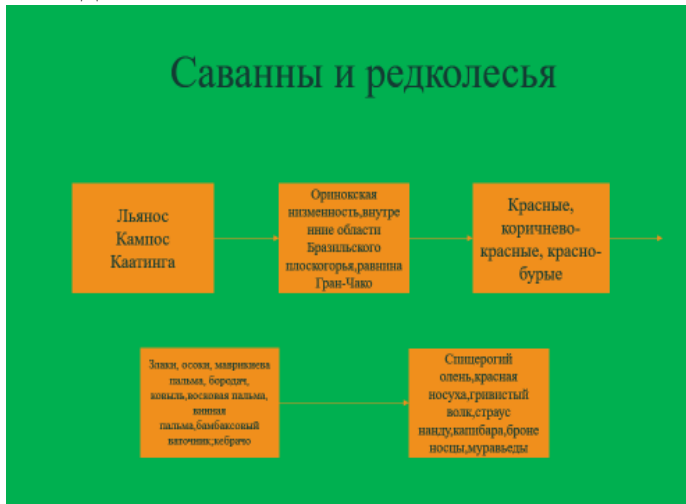 Саванны и редколесья
Льянос
Кампос
Каатинга
Оринокская
низменность,внутре
нние области
Бразильского
плоскогорья,равнина
Гран-Чако
Красные,
коричнево-
красные, красно-
бурые
Злаки, осоки, маврикиева
пальма, бородач,
ковыль,восковая пальма,
винная
пальма,бамбаксовый
ваточник,кебрачо
Спицерогий
олень,красная
носуха,гривистый
волк,страус
нанду,капибара,броне
носцы,муравьеды